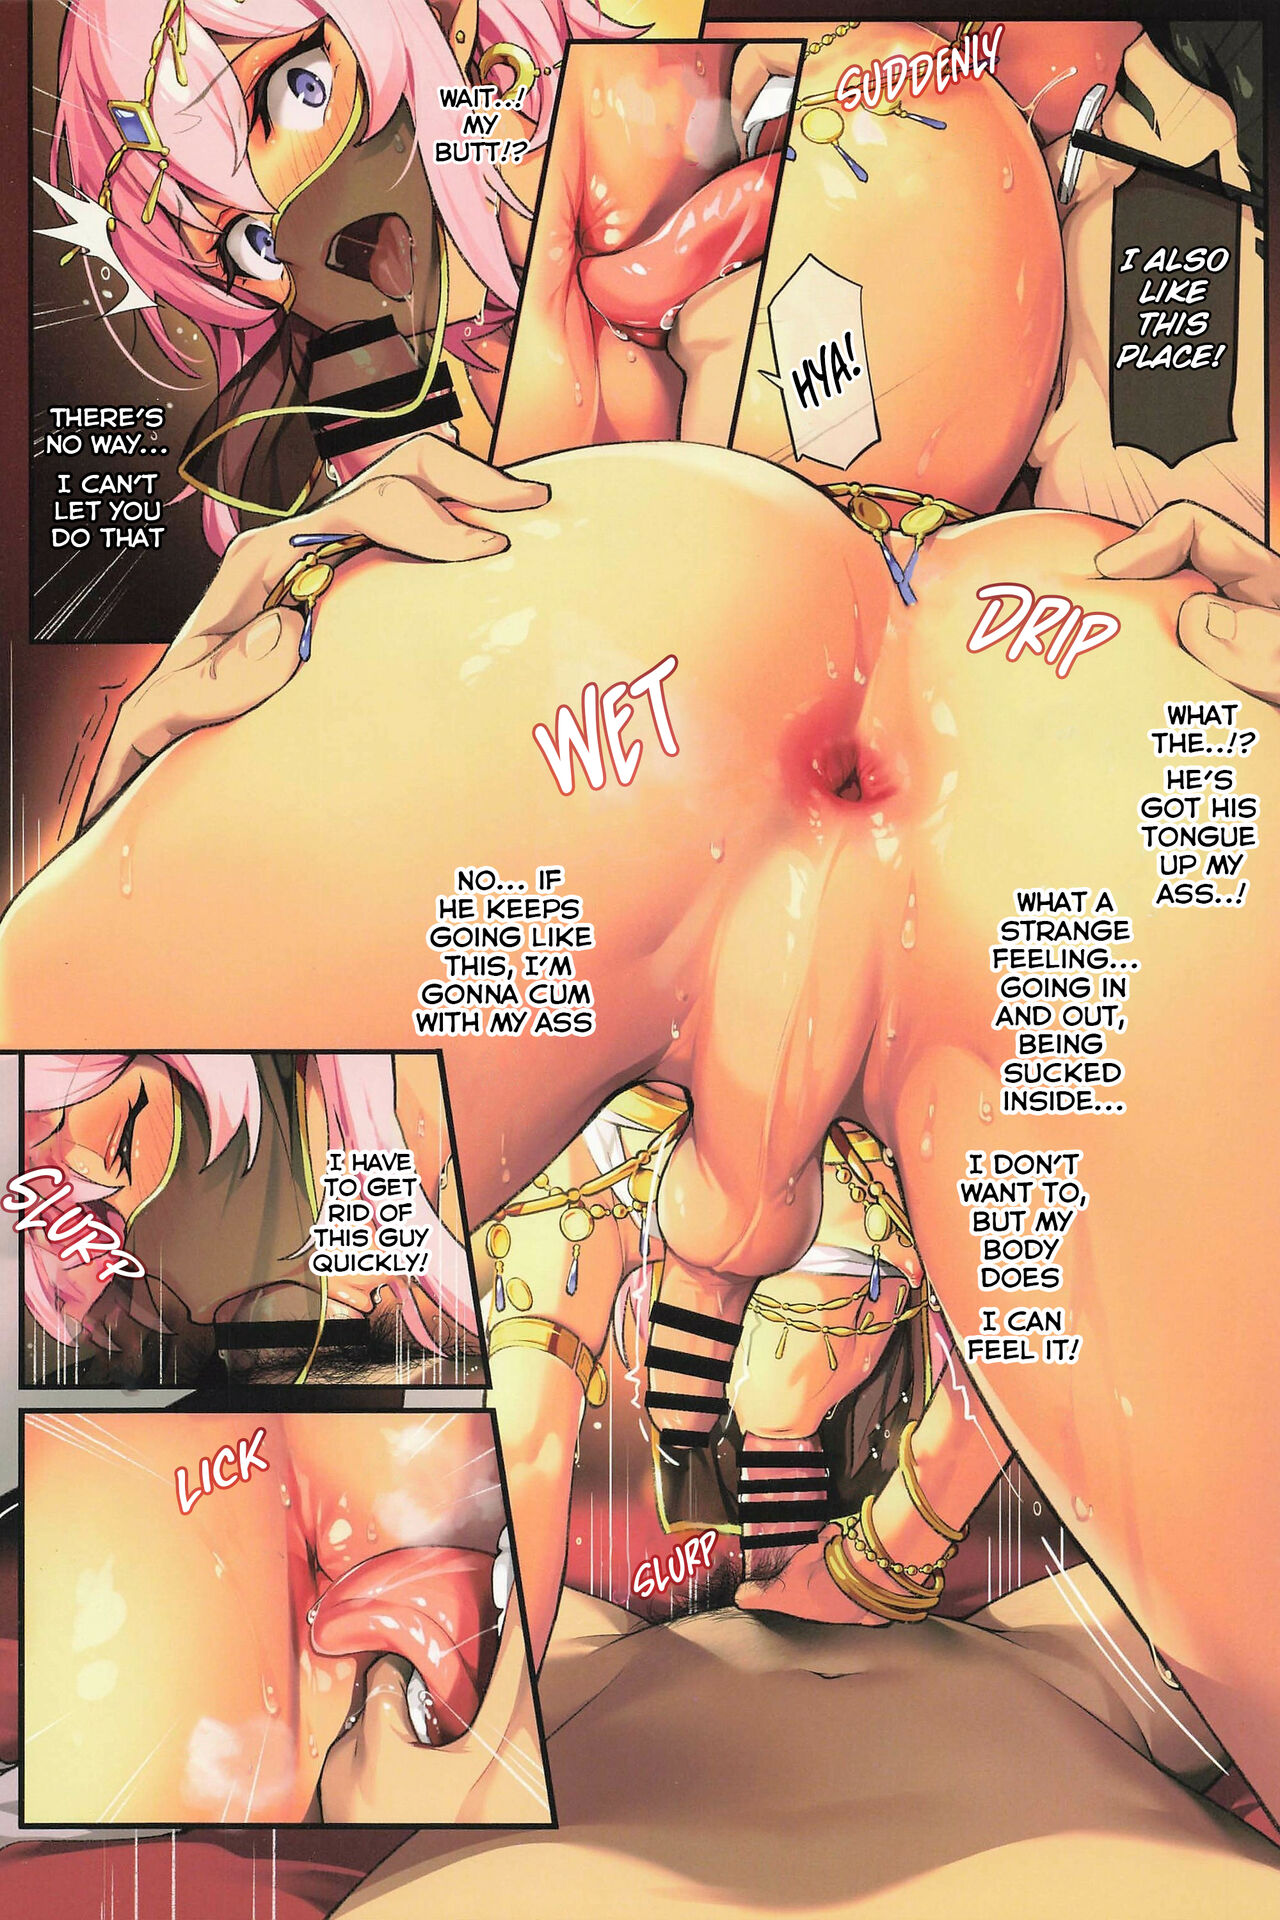 SUDDENLY
WAIT..!
MY
BUTT!?
I ALSO
LIKE
THIS
PLACE!
HYA!
THERE'S
NO WAY...
I CAN'T
LET YOU
DO THAT
DRIP
WET
WHAT
THE..!?
HE'S
GOT HIS
TONGUE
UP MY
ASS..!
NO... IF
HE KEEPS
GOING LIKE
THIS, I'M
GONNA CUM
WITH MY ASS
WHAT A
STRANGE
FEELING...
GOING IN
AND OUT,
BEING
SUCKED
INSIDE...
I DON'T
WANT TO,
BUT MY
BODY
DOES
I CAN
FEEL IT!
SLURP
I HAVE
TO GET
RID OF
THIS GUY
QUICKLY!
LICK
SLURP